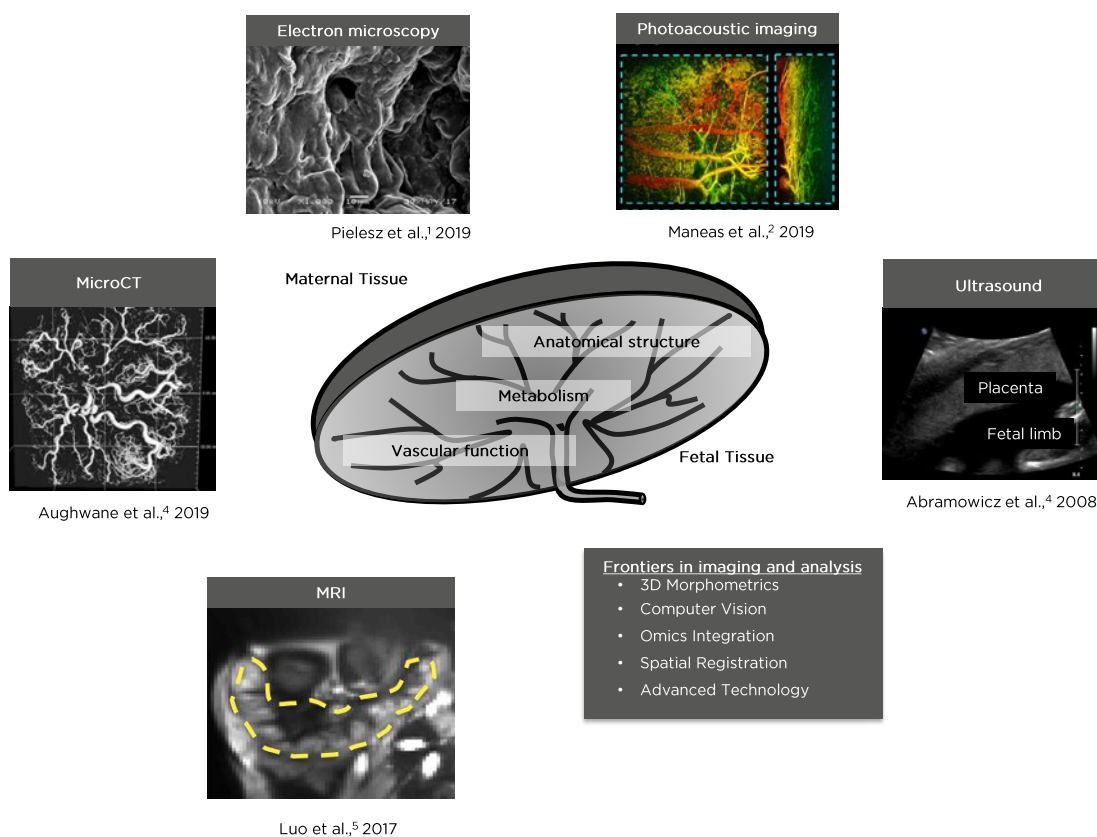 Electron microscopy
Photoacoustic imaging
Pielesz et al.,1 2019
Maneas et al.,2 2019
MicroCT
Maternal Tissue
Ultrasound
Anatomical structure
Metabolism
Placenta
Vascular function
Fetal limb
Fetal Tissue
Aughwane et al.,4 2019
Abramowicz et al.,4 2008
Frontiers in imaging and analysis
• 3D Morphometrics
• Computer Vision
• Omics Integration
• Spatial Registration
• Advanced Technology
MRI
Luo et al.,5 2017